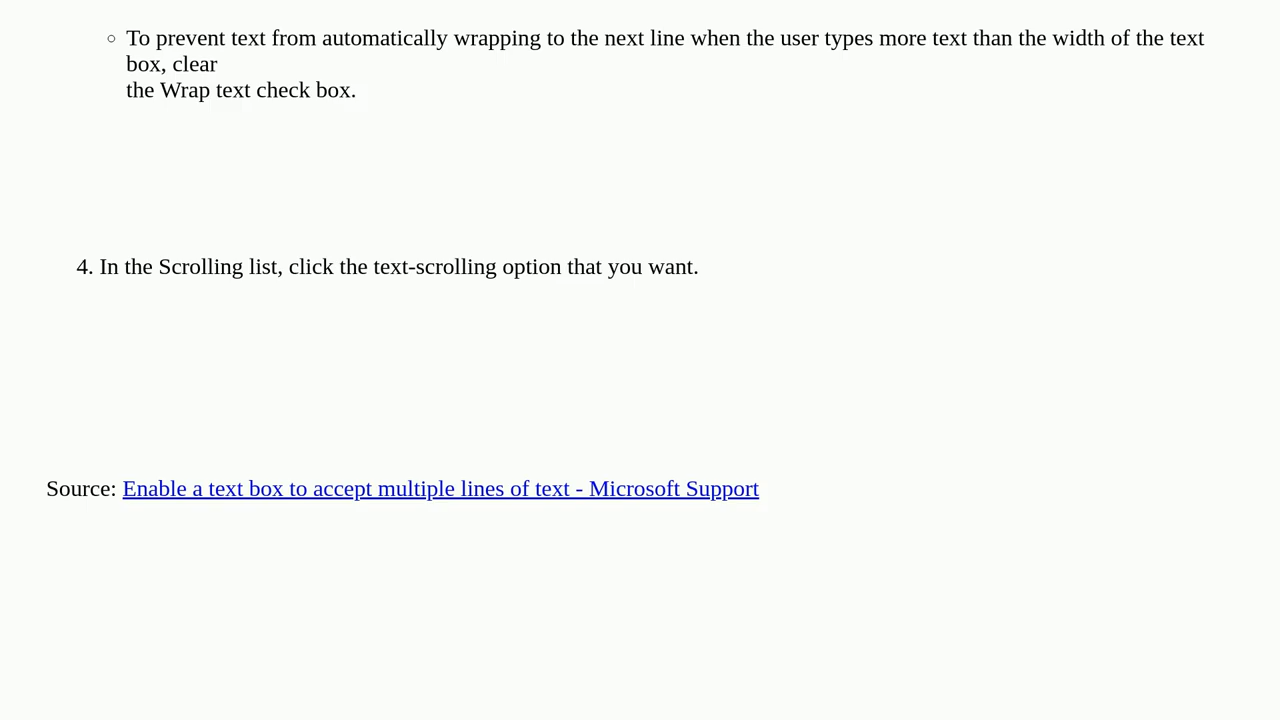 To prevent text from automatically wrapping to the next line when the user types more text than the width of the text
box, clear
the Wrap text check box.
4. In the Scrolling list, click the text-scrolling option that you want.
Source: Enable a text box to accept multiple lines of text - Microsoft Support